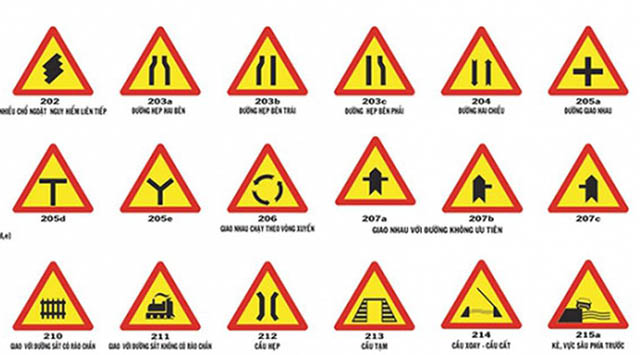 202 203a 203b 203c 204 205a
NHIỀU CHỖ NGOẶT NGUY HIỂM LIÊN TIẾP ĐƯỜNG HẸP HAI BÊN ĐƯỜNG HẸP BÊN TRÁI ĐƯỜNG HẸP BÊN PHẢI ĐƯỜNG HAI CHIỀU ĐƯỜNG GIAO NHAU
205d 205e 206 207a 207b 207c
GIAO NHAU CHẠY THEO VÒNG XUYẾN GIAO NHAU VỚI ĐƯỜNG KHÔNG ƯU TIÊN
,e)
210 211 212 213 214 215a
GIAO VỚI ĐƯỜNG SẮT CÓ RÀO CHẮN GIAO VỚI ĐƯỜNG SẮT KHÔNG CÓ RÀO CHẮN CẦU HẸP CẦU TẠM CẦU XOAY - CẦU CẤT KÈ, VỰC SÂU PHÍA TRƯỚC